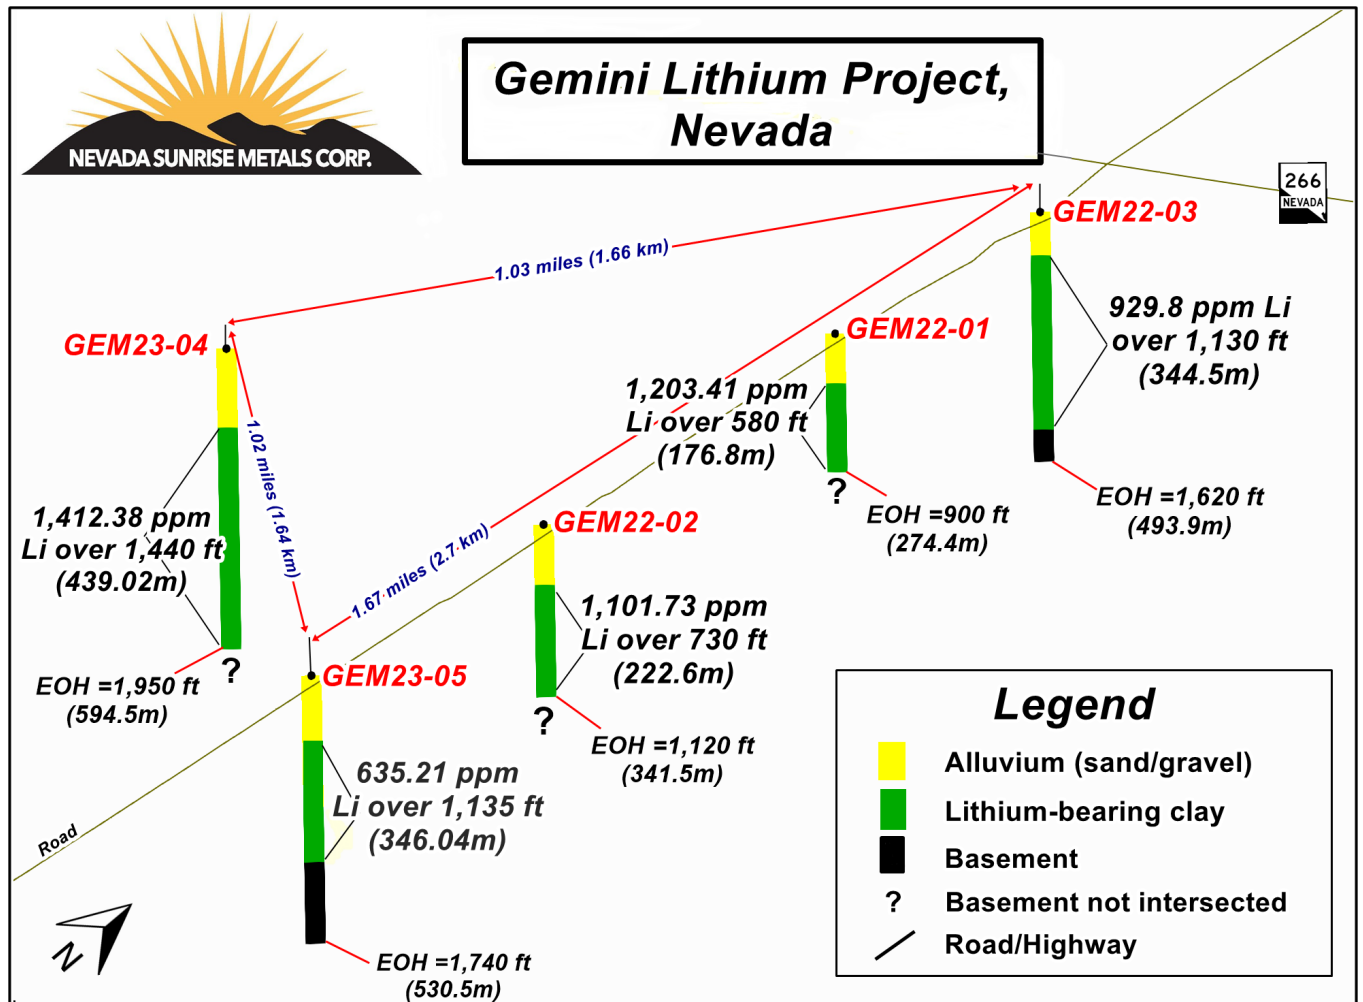 NEVADA SUNRISE METALS CORP.
Gemini Lithium Project,
Nevada
266
NEVADA
GEM22-03
1.03 miles (1.66 km)
GEM23-04
GEM22-01
929.8 ppm Li
over 1,130 ft
(344.5m)
1,203.41 ppm
Li over 580 ft
(176.8m)
?
EOH =900 ft
(274.4m)
EOH =1,620 ft
(493.9m)
1.02 miles (1.64 km)
1,412.38 ppm
Li over 1,440 ft
(439.02m)
?
EOH =1,950 ft
(594.5m)
1.67 miles (2.7 km)
GEM22-02
1,101.73 ppm
Li over 730 ft
(222.6m)
?
EOH =1,120 ft
(341.5m)
GEM23-05
635.21 ppm
Li over 1,135 ft
(346.04m)
EOH =1,740 ft
(530.5m)
Road
N
Legend
Alluvium (sand/gravel)
Lithium-bearing clay
Basement
? Basement not intersected
Road/Highway